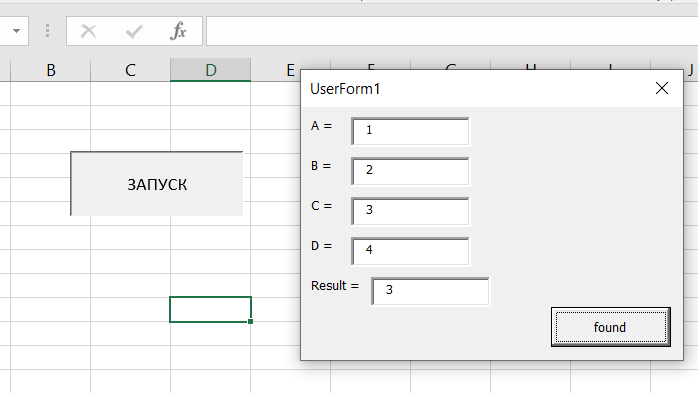 fx
B C D E F G H I J
UserForm1
A = 1
B = 2
ЗАПУСК
C = 3
D = 4
Result = 3
found